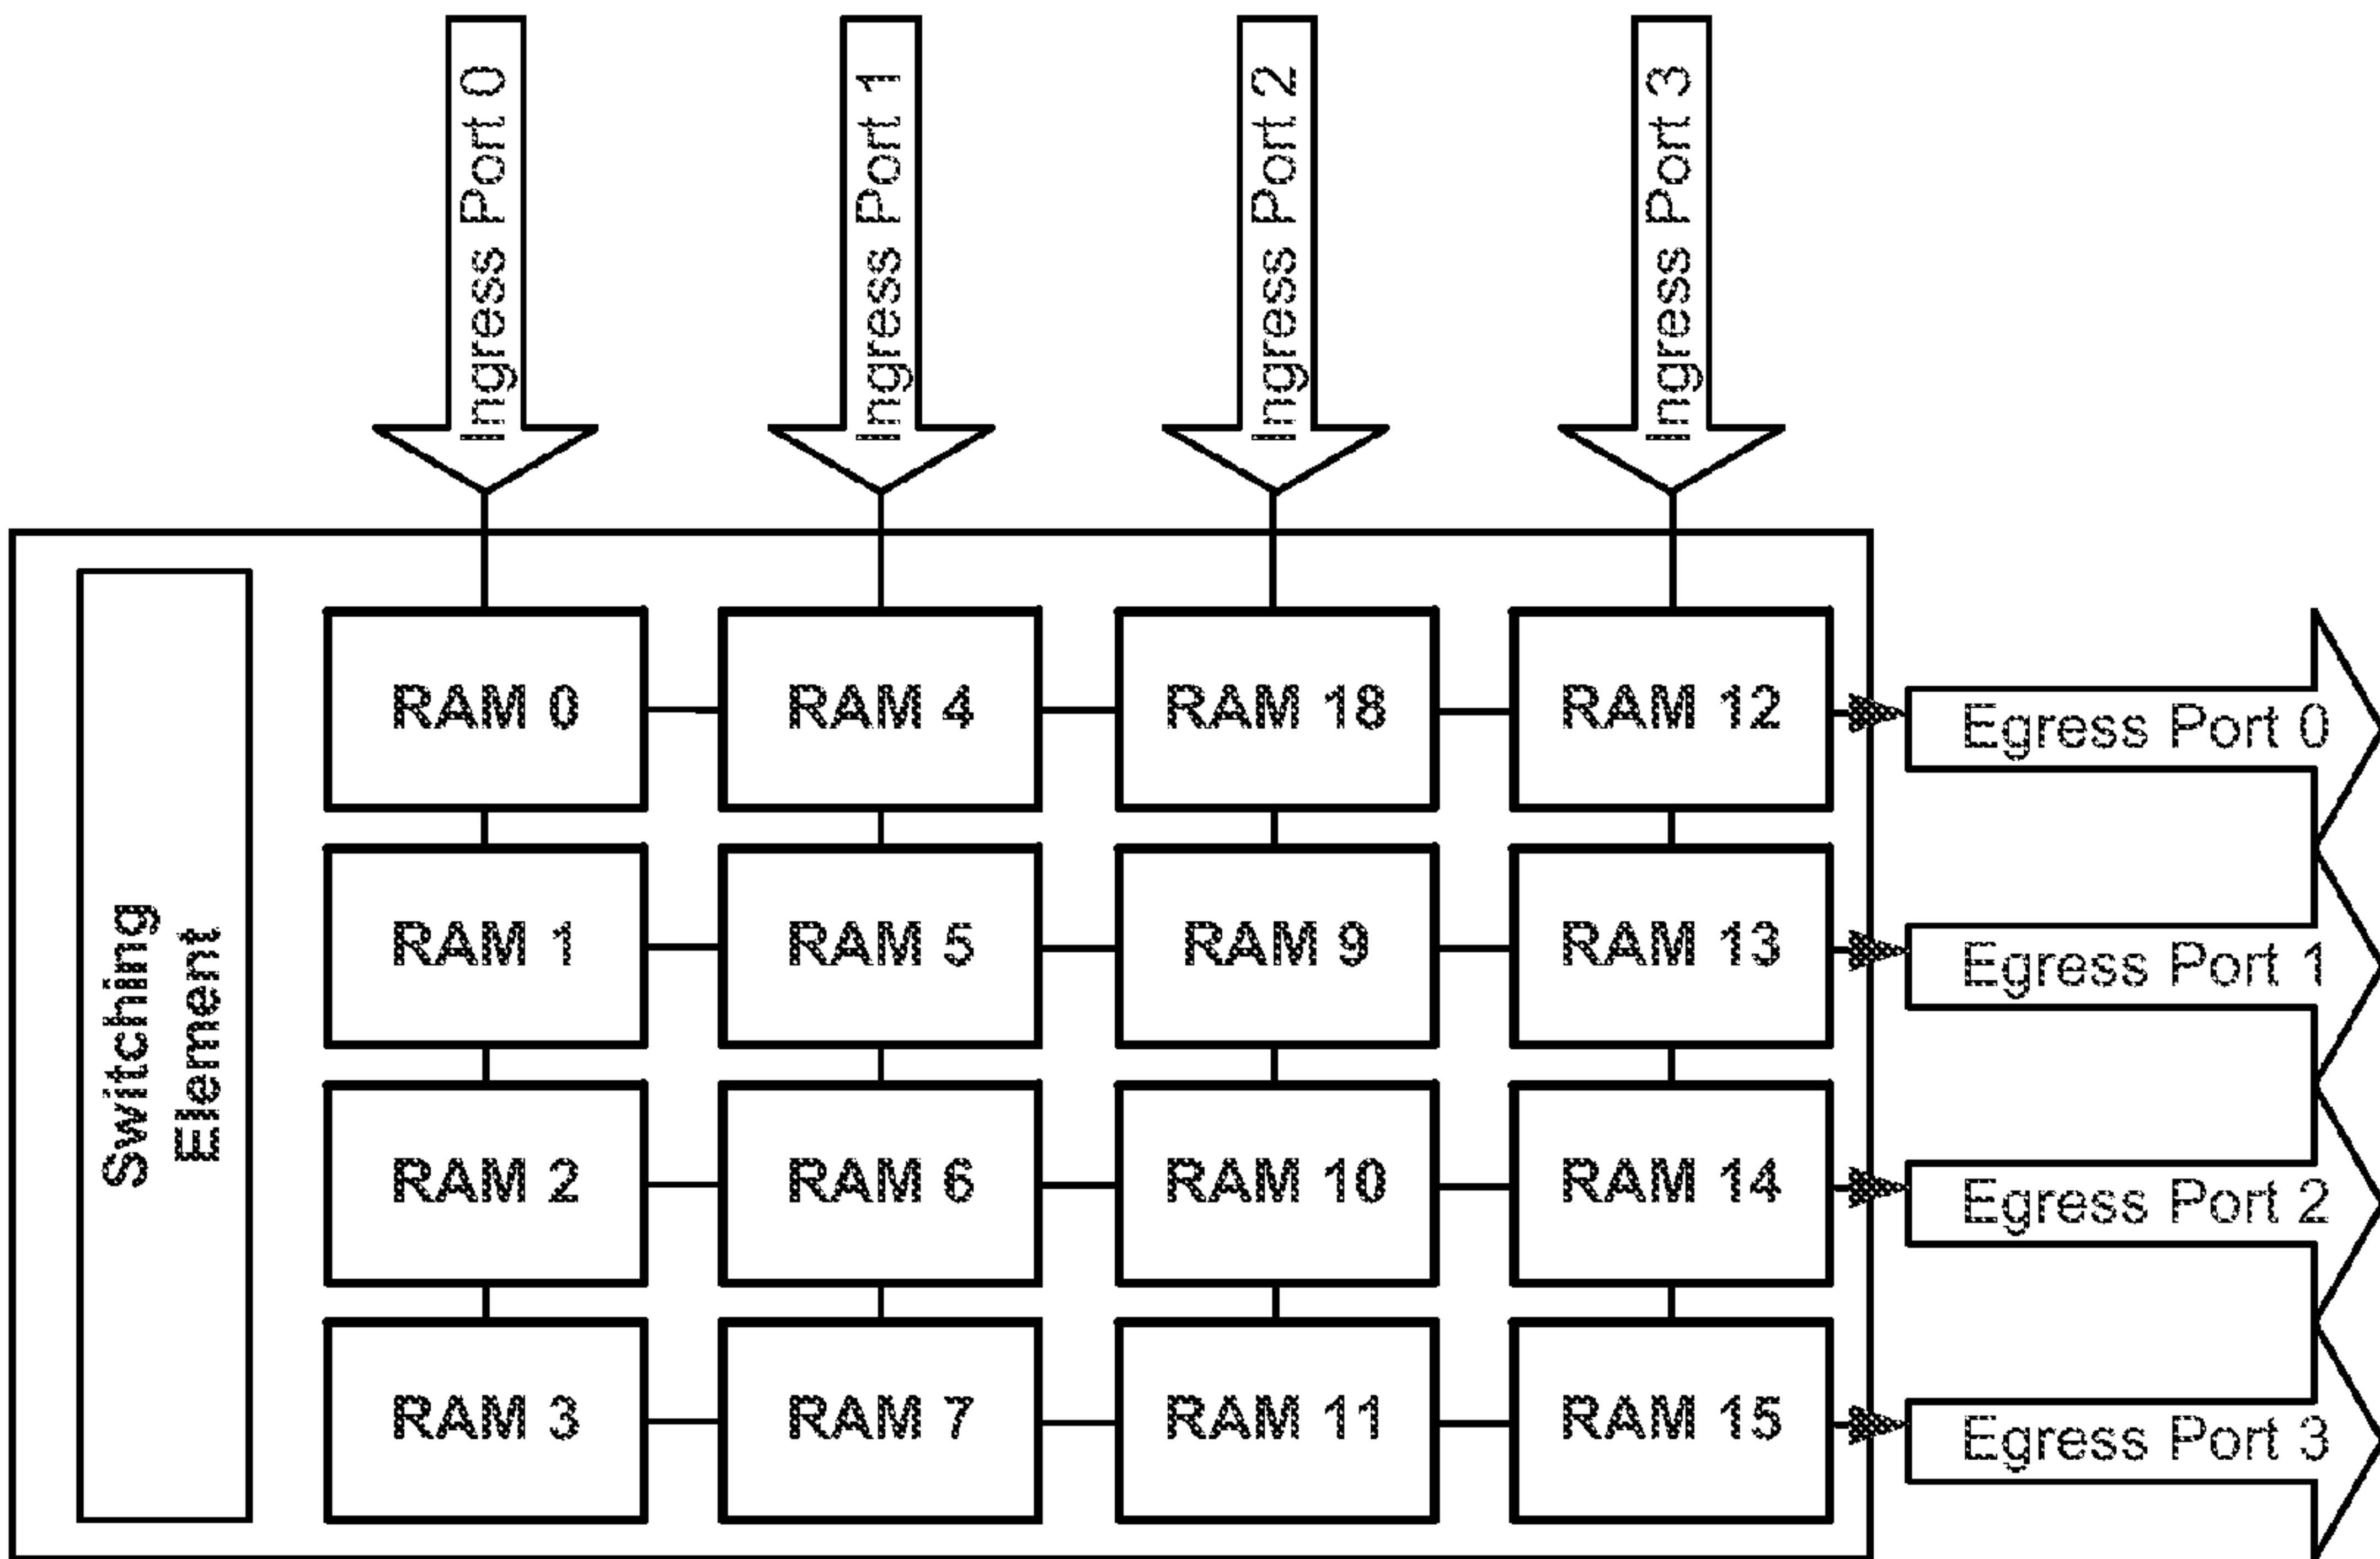 Ingress Port 0
Ingress Port 1
Ingress Port 2
Ingress Port 3
Switching
Element
RAM 0
RAM 4
RAM 18
RAM 12
Egress Port 0
RAM 1
RAM 5
RAM 9
RAM 13
Egress Port 1
RAM 2
RAM 6
RAM 10
RAM 14
Egress Port 2
RAM 3
RAM 7
RAM 11
RAM 15
Egress Port 3